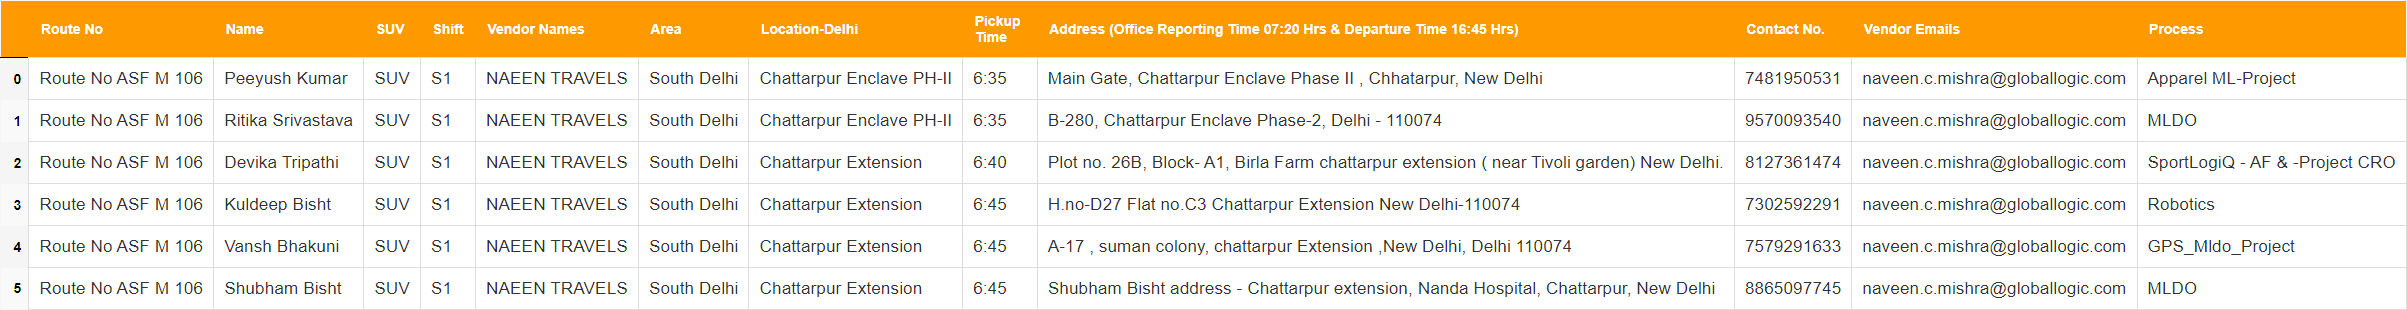 Route No Name SUV Shift Vendor Names Area Location-Delhi Pickup Time Address (Office Reporting Time 07:20 Hrs & Departure Time 16:45 Hrs) Contact No. Vendor Emails Process
0 Route No ASF M 106 Peeyush Kumar SUV S1 NAEEN TRAVELS South Delhi Chattarpur Enclave PH-II 6:35 Main Gate, Chattarpur Enclave Phase II , Chhatarpur, New Delhi 7481950531 naveen.c.mishra@globallogic.com Apparel ML-Project
1 Route No ASF M 106 Ritika Srivastava SUV S1 NAEEN TRAVELS South Delhi Chattarpur Enclave PH-II 6:35 B-280, Chattarpur Enclave Phase-2, Delhi - 110074 9570093540 naveen.c.mishra@globallogic.com MLDO
2 Route No ASF M 106 Devika Tripathi SUV S1 NAEEN TRAVELS South Delhi Chattarpur Extension 6:40 Plot no. 26B, Block- A1, Birla Farm chattarpur extension ( near Tivoli garden) New Delhi. 8127361474 naveen.c.mishra@globallogic.com SportLogiQ - AF & -Project CRO
3 Route No ASF M 106 Kuldeep Bisht SUV S1 NAEEN TRAVELS South Delhi Chattarpur Extension 6:45 H.no-D27 Flat no.C3 Chattarpur Extension New Delhi-110074 7302592291 naveen.c.mishra@globallogic.com Robotics
4 Route No ASF M 106 Vansh Bhakuni SUV S1 NAEEN TRAVELS South Delhi Chattarpur Extension 6:45 A-17 , suman colony, chattarpur Extension ,New Delhi, Delhi 110074 7579291633 naveen.c.mishra@globallogic.com GPS_Mldo_Project
5 Route No ASF M 106 Shubham Bisht SUV S1 NAEEN TRAVELS South Delhi Chattarpur Extension 6:45 Shubham Bisht address - Chattarpur extension, Nanda Hospital, Chattarpur, New Delhi 8865097745 naveen.c.mishra@globallogic.com MLDO